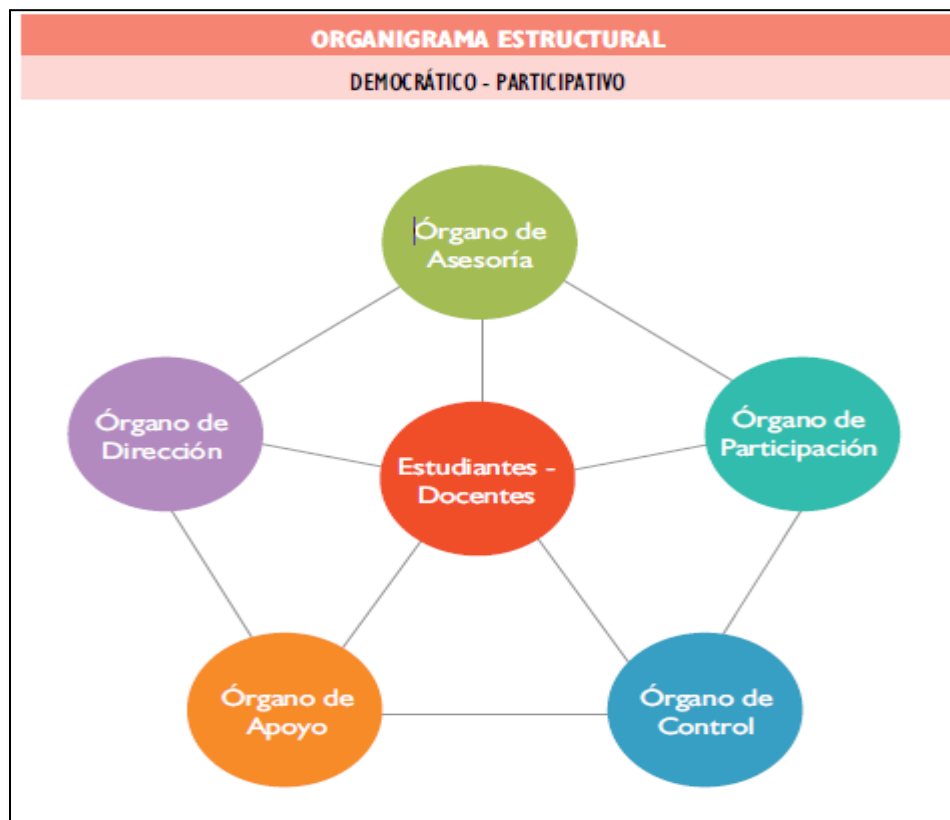 ORGANIGRAMA ESTRUCTURAL
DEMOCRÁTICO - PARTICIPATIVO
Órgano de
Asesoría
Órgano de
Dirección
Estudiantes -
Docentes
Órgano de
Participación
Órgano de
Apoyo
Órgano de
Control